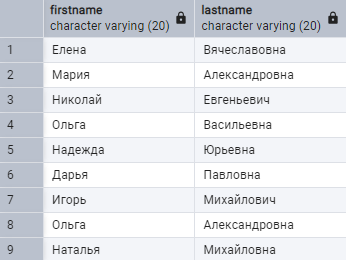 firstname lastname
character varying (20) character varying (20)
1 Елена Вячеславовна
2 Мария Александровна
3 Николай Евгеньевич
4 Ольга Васильевна
5 Надежда Юрьевна
6 Дарья Павловна
7 Игорь Михайлович
8 Ольга Александровна
9 Наталья Михайловна